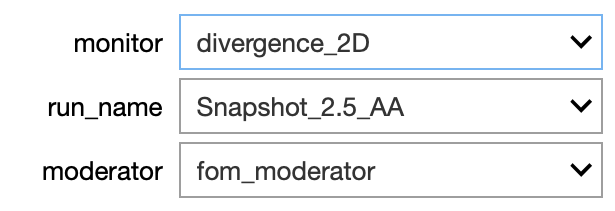 monitor divergence_2D
run_name Snapshot_2.5_AA
moderator fom_moderator